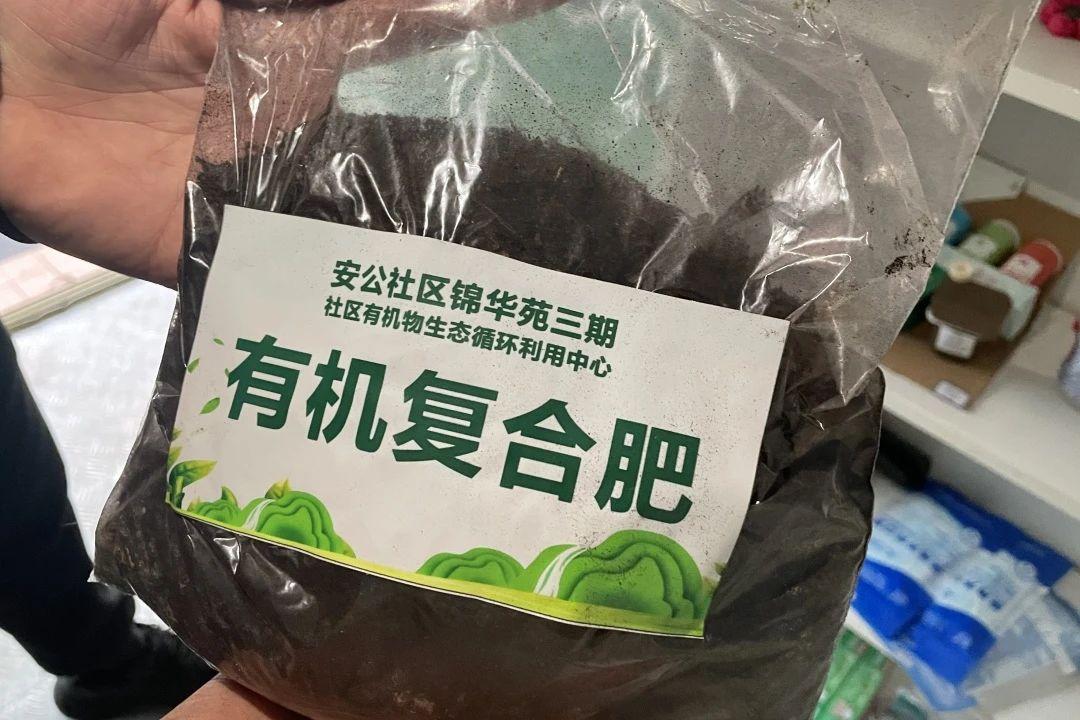 安公社区锦华苑三期
社区有机物生态循环利用中心
有机复合肥